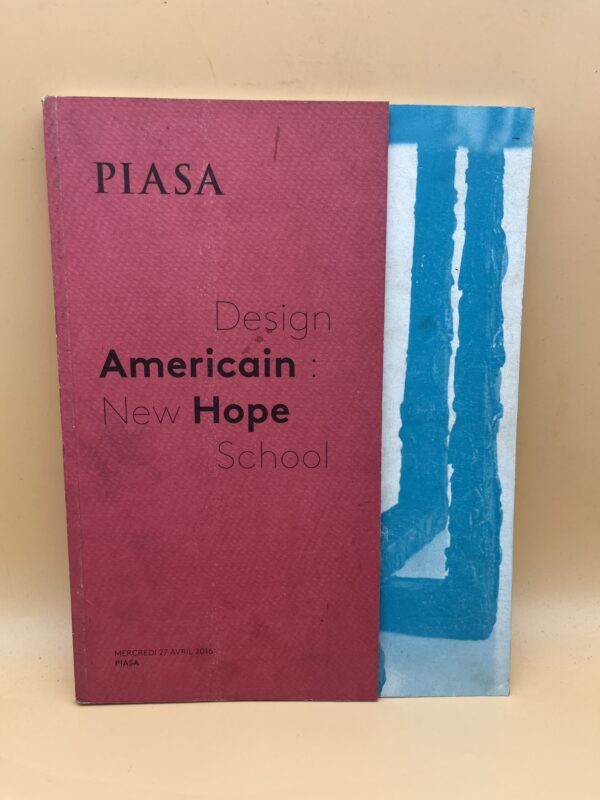 PIASA
Design
Americain :
New Hope
School
MERCREDI 27 AVRIL 2016
PIASA